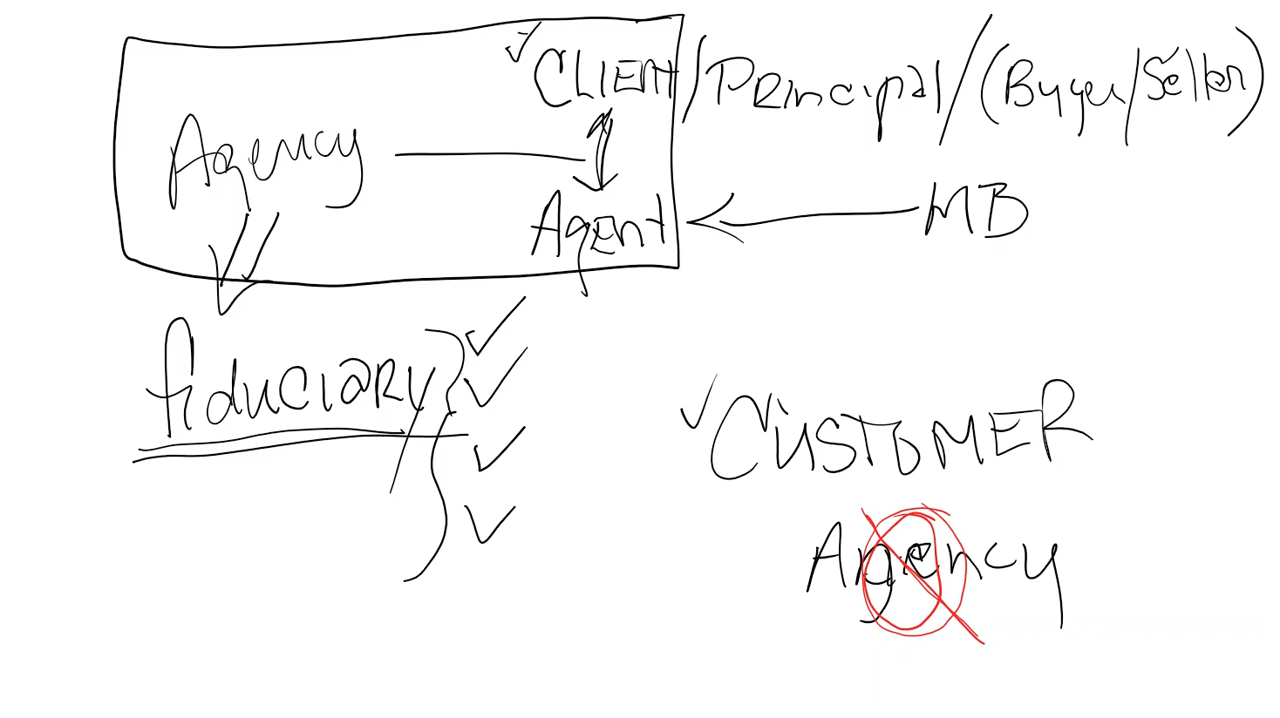 CLIENT/Principal/(Buyer/Seller)
Agency
Agent
MB
fiduciary
CUSTOMER
Agency